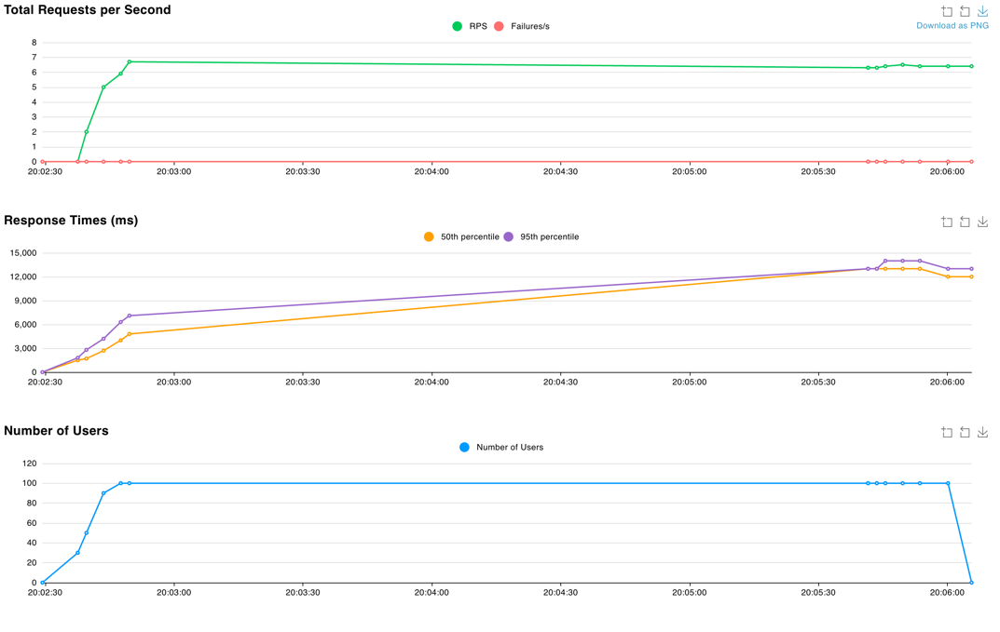 Total Requests per Second
Download as PNG
RPS Failures/s
8
7
6
5
4
3
2
1
0
20:02:30 20:03:00 20:03:30 20:04:00 20:04:30 20:05:00 20:05:30 20:06:00
Response Times (ms)
50th percentile 95th percentile
15,000
12,000
9,000
6,000
3,000
0
20:02:30 20:03:00 20:03:30 20:04:00 20:04:30 20:05:00 20:05:30 20:06:00
Number of Users
Number of Users
120
100
80
60
40
20
0
20:02:30 20:03:00 20:03:30 20:04:00 20:04:30 20:05:00 20:05:30 20:06:00